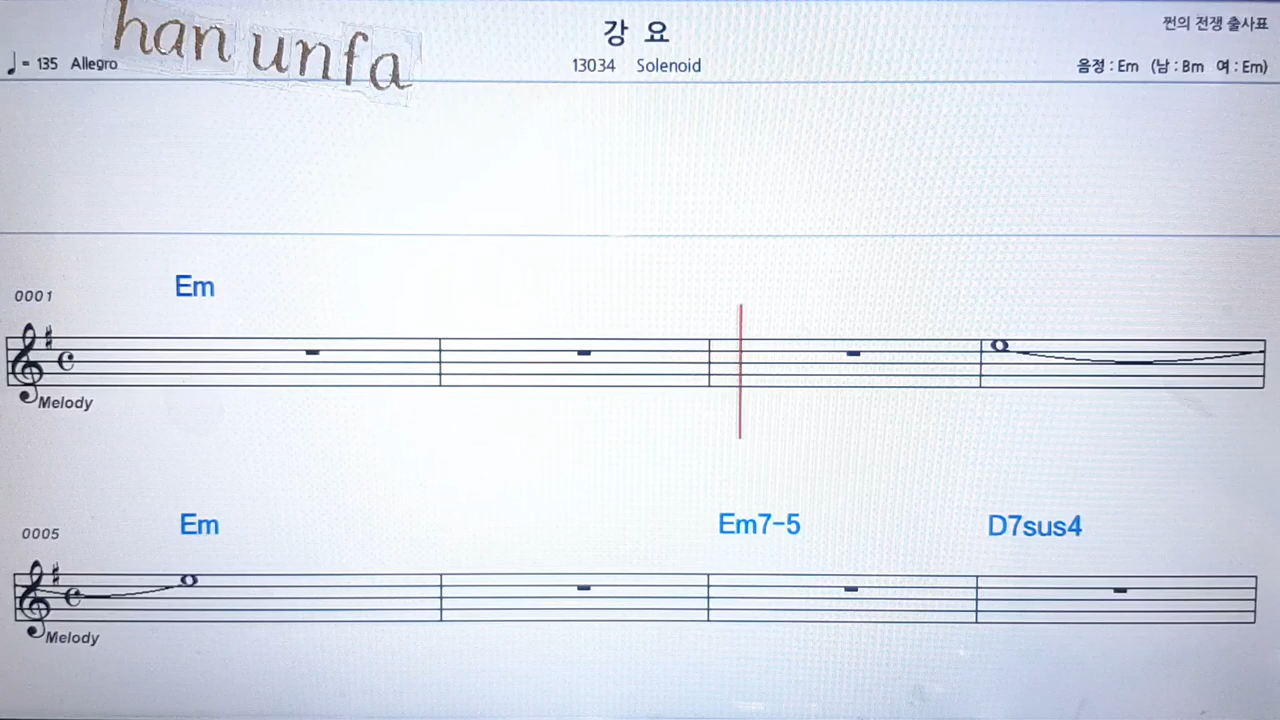 han unfa
강 요
쩐의 전쟁 출사표
♩ = 135 Allegro
13034 Solenoid
음정 : Em (남 : Bm 여 : Em)
0001
Em
Melody
0005
Em
Em7-5
D7sus4
Melody